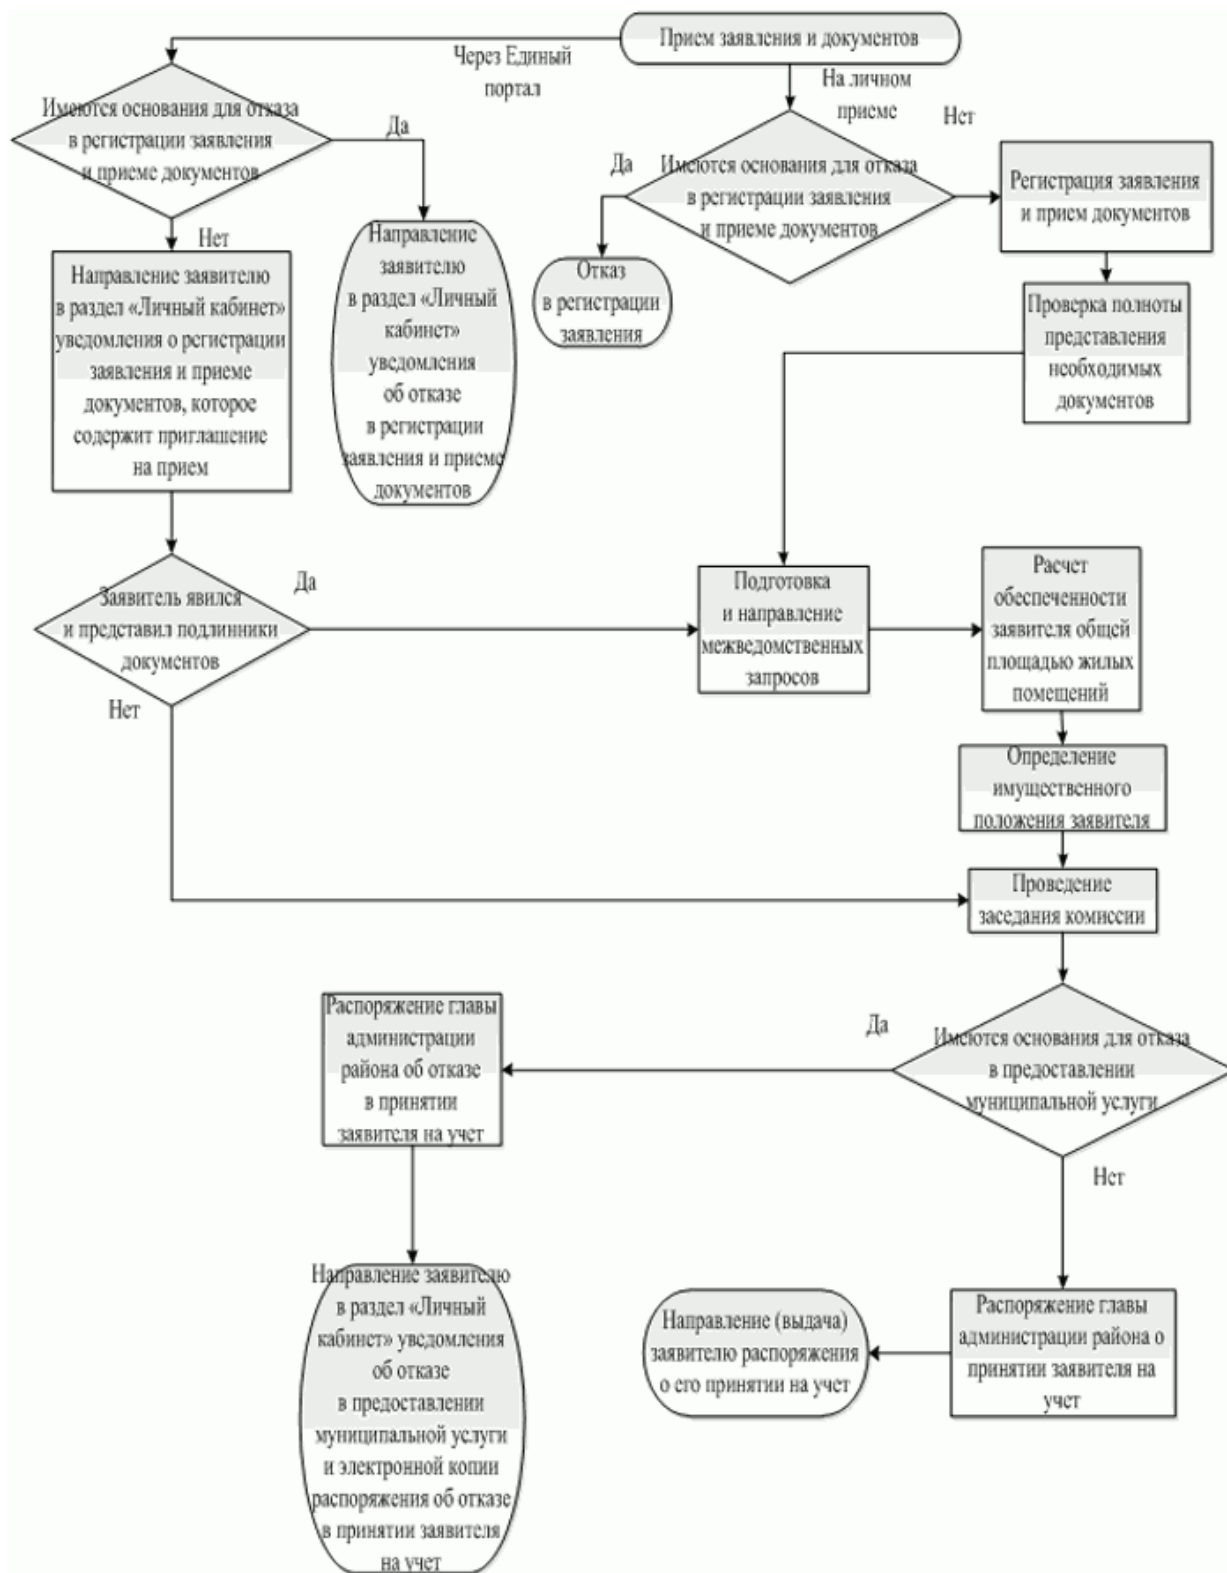 Прием заявления и документов
Через Единый
портал
На личном
приеме
Имеются основания для отказа
в регистрации заявления
и приеме документов
Да
Нет
Имеются основания для отказа
в регистрации заявления
и приеме документов
Да
Нет
Регистрация заявления
и прием документов
Отказ
в регистрации
заявления
Проверка полноты
представления
необходимых
документов
Направление заявителю
в раздел «Личный кабинет»
уведомления о регистрации
заявления и приеме
документов, которое
содержит приглашение
на прием
Направление
заявителю
в раздел «Личный
кабинет»
уведомления
об отказе
в регистрации
заявления и приеме
документов
Заявитель явился
и представил подлинники
документов
Да
Нет
Подготовка
и направление
межведомственных
запросов
Расчет
обеспеченности
заявителя общей
площадью жилых
помещений
Определение
имущественного
положения заявителя
Проведение
заседания комиссии
Имеются основания для отказа
в предоставлении
муниципальной услуги
Да
Нет
Распоряжение главы
администрации
района об отказе
в принятии
заявителя на учет
Направление заявителю
в раздел «Личный
кабинет» уведомления
об отказе
в предоставлении
муниципальной услуги
и электронной копии
распоряжения об отказе
в принятии заявителя
на учет
Направление (выдача)
заявителю распоряжения
о его принятии на учет
Распоряжение главы
администрации района о
принятии заявителя на
учет